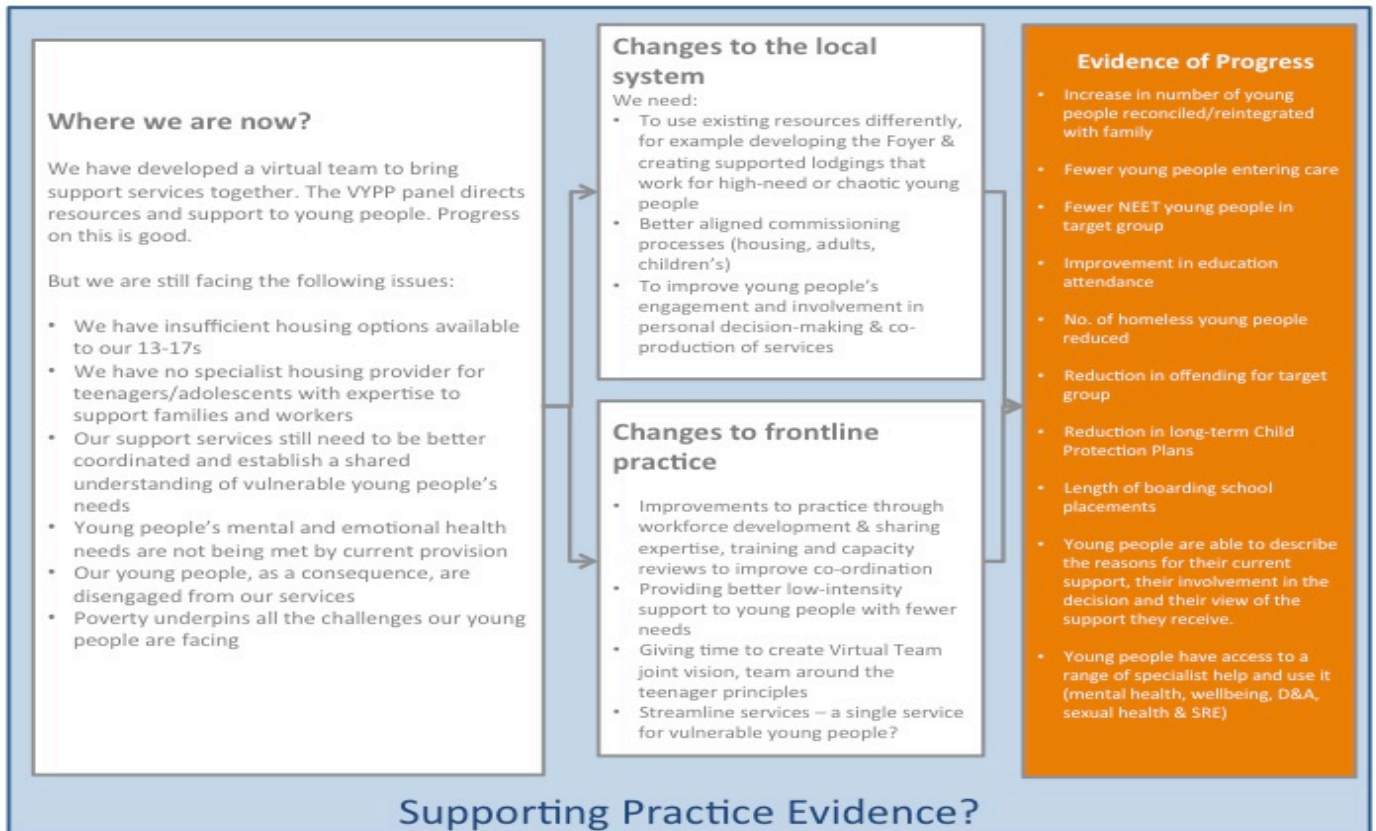 Where we are now?
We have developed a virtual team to bring
support services together. The VYPP panel directs
resources and support to young people. Progress
on this is good.
But we are still facing the following issues:
• We have insufficient housing options available
to our 13-17s
• We have no specialist housing provider for
teenagers/adolescents with expertise to
support families and workers
• Our support services still need to be better
coordinated and establish a shared
understanding of vulnerable young people's
needs
• Young people's mental and emotional health
needs are not being met by current provision
• Our young people, as a consequence, are
disengaged from our services
• Poverty underpins all the challenges our young
people are facing
Changes to the local
system
We need:
• To use existing resources differently,
for example developing the Foyer &
creating supported lodgings that
work for high-need or chaotic young
people
• Better aligned commissioning
processes (housing, adults,
children's)
• To improve young people's
engagement and involvement in
personal decision-making & co-
production of services
Changes to frontline
practice
• Improvements to practice through
workforce development & sharing
expertise, training and capacity
reviews to improve co-ordination
• Providing better low-intensity
support to young people with fewer
needs
• Giving time to create Virtual Team
joint vision, team around the
teenager principles
• Streamline services – a single service
for vulnerable young people?
Evidence of Progress
• Increase in number of young
people reconciled/reintegrated
with family
• Fewer young people entering care
• Fewer NEET young people in
target group
• Improvement in education
attendance
• No. of homeless young people
reduced
• Reduction in offending for target
group
• Reduction in long-term Child
Protection Plans
• Length of boarding school
placements
• Young people are able to describe
the reasons for their current
support, their involvement in the
decision and their view of the
support they receive.
• Young people have access to a
range of specialist help and use it
(mental health, wellbeing, D&A,
sexual health & SRE)
Supporting Practice Evidence?